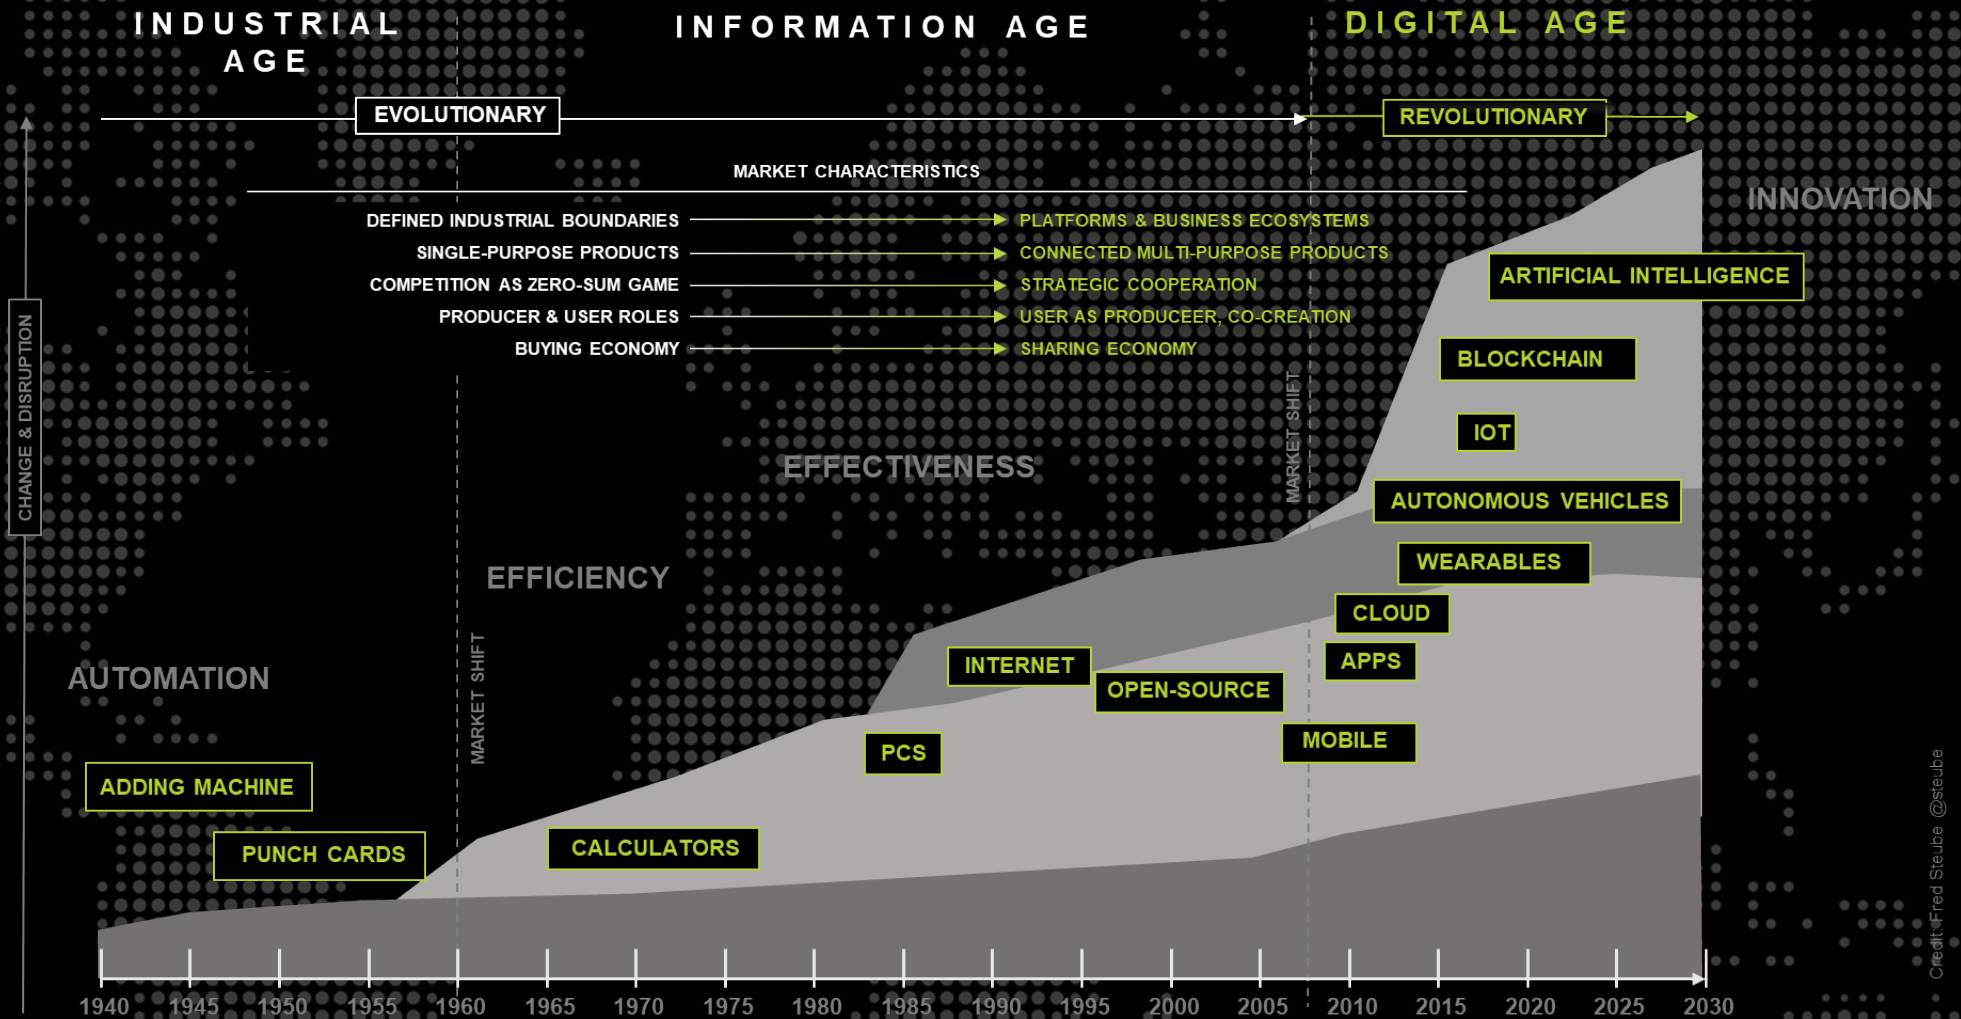 INDUSTRIAL
AGE
INFORMATION AGE
DIGITAL AGE
EVOLUTIONARY
REVOLUTIONARY
MARKET CHARACTERISTICS
DEFINED INDUSTRIAL BOUNDARIES
PLATFORMS & BUSINESS ECOSYSTEMS
SINGLE-PURPOSE PRODUCTS
CONNECTED MULTI-PURPOSE PRODUCTS
COMPETITION AS ZERO-SUM GAME
STRATEGIC COOPERATION
PRODUCER & USER ROLES
USER AS PRODUCEER, CO-CREATION
BUYING ECONOMY
SHARING ECONOMY
CHANGE & DISRUPTION
INNOVATION
ARTIFICIAL INTELLIGENCE
BLOCKCHAIN
IOT
MARKET SHIFT
EFFECTIVENESS
AUTONOMOUS VEHICLES
WEARABLES
EFFICIENCY
CLOUD
APPS
INTERNET
OPEN-SOURCE
MOBILE
AUTOMATION
MARKET SHIFT
PCS
ADDING MACHINE
PUNCH CARDS
CALCULATORS
Credit: Fred Steube @steube
1940 1945 1950 1955 1960 1965 1970 1975 1980 1985 1990 1995 2000 2005 2010 2015 2020 2025 2030